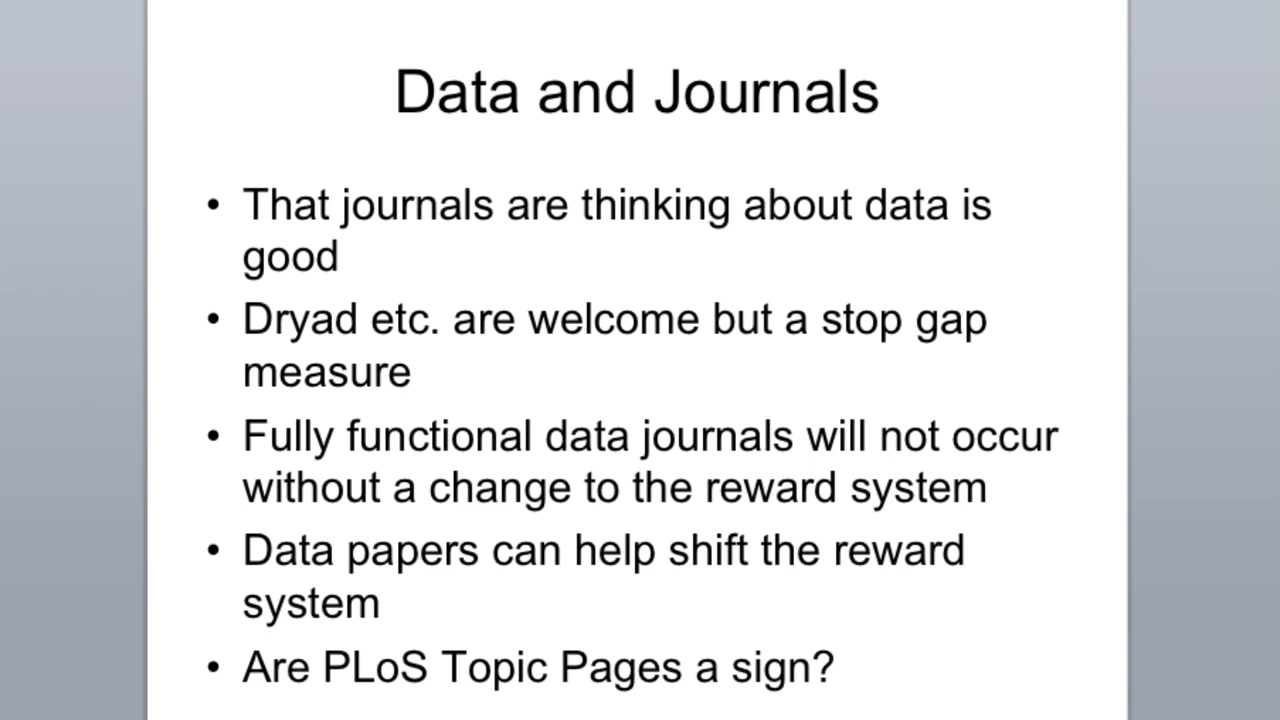 Data and Journals
• That journals are thinking about data is
good
• Dryad etc. are welcome but a stop gap
measure
• Fully functional data journals will not occur
without a change to the reward system
• Data papers can help shift the reward
system
• Are PLoS Topic Pages a sign?